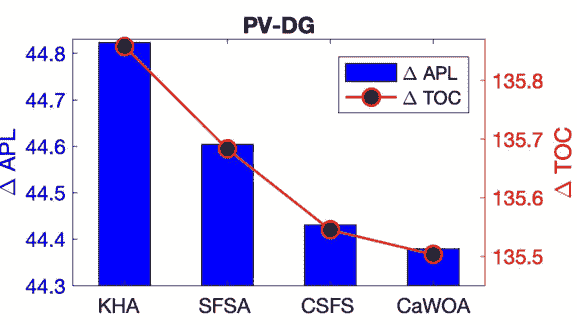 PV-DG
Δ APL
44.8
44.7
44.6
44.5
44.4
44.3
Δ APL
Δ TOC
135.8
135.7
135.6
135.5
Δ TOC
KHA SFSA CSFS CaWOA